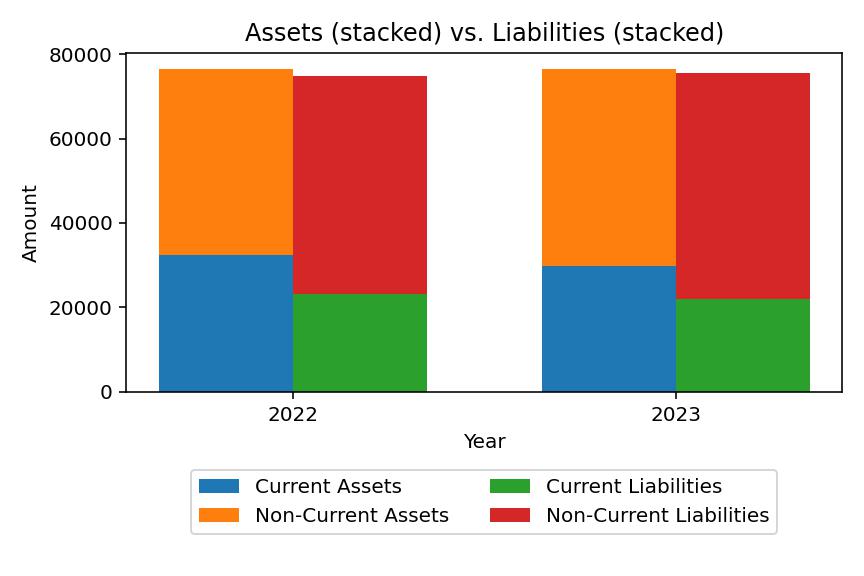 Assets (stacked) vs. Liabilities (stacked)
80000
60000
40000
20000
0
Amount
2022 2023
Year
Current Assets Current Liabilities
Non-Current Assets Non-Current Liabilities